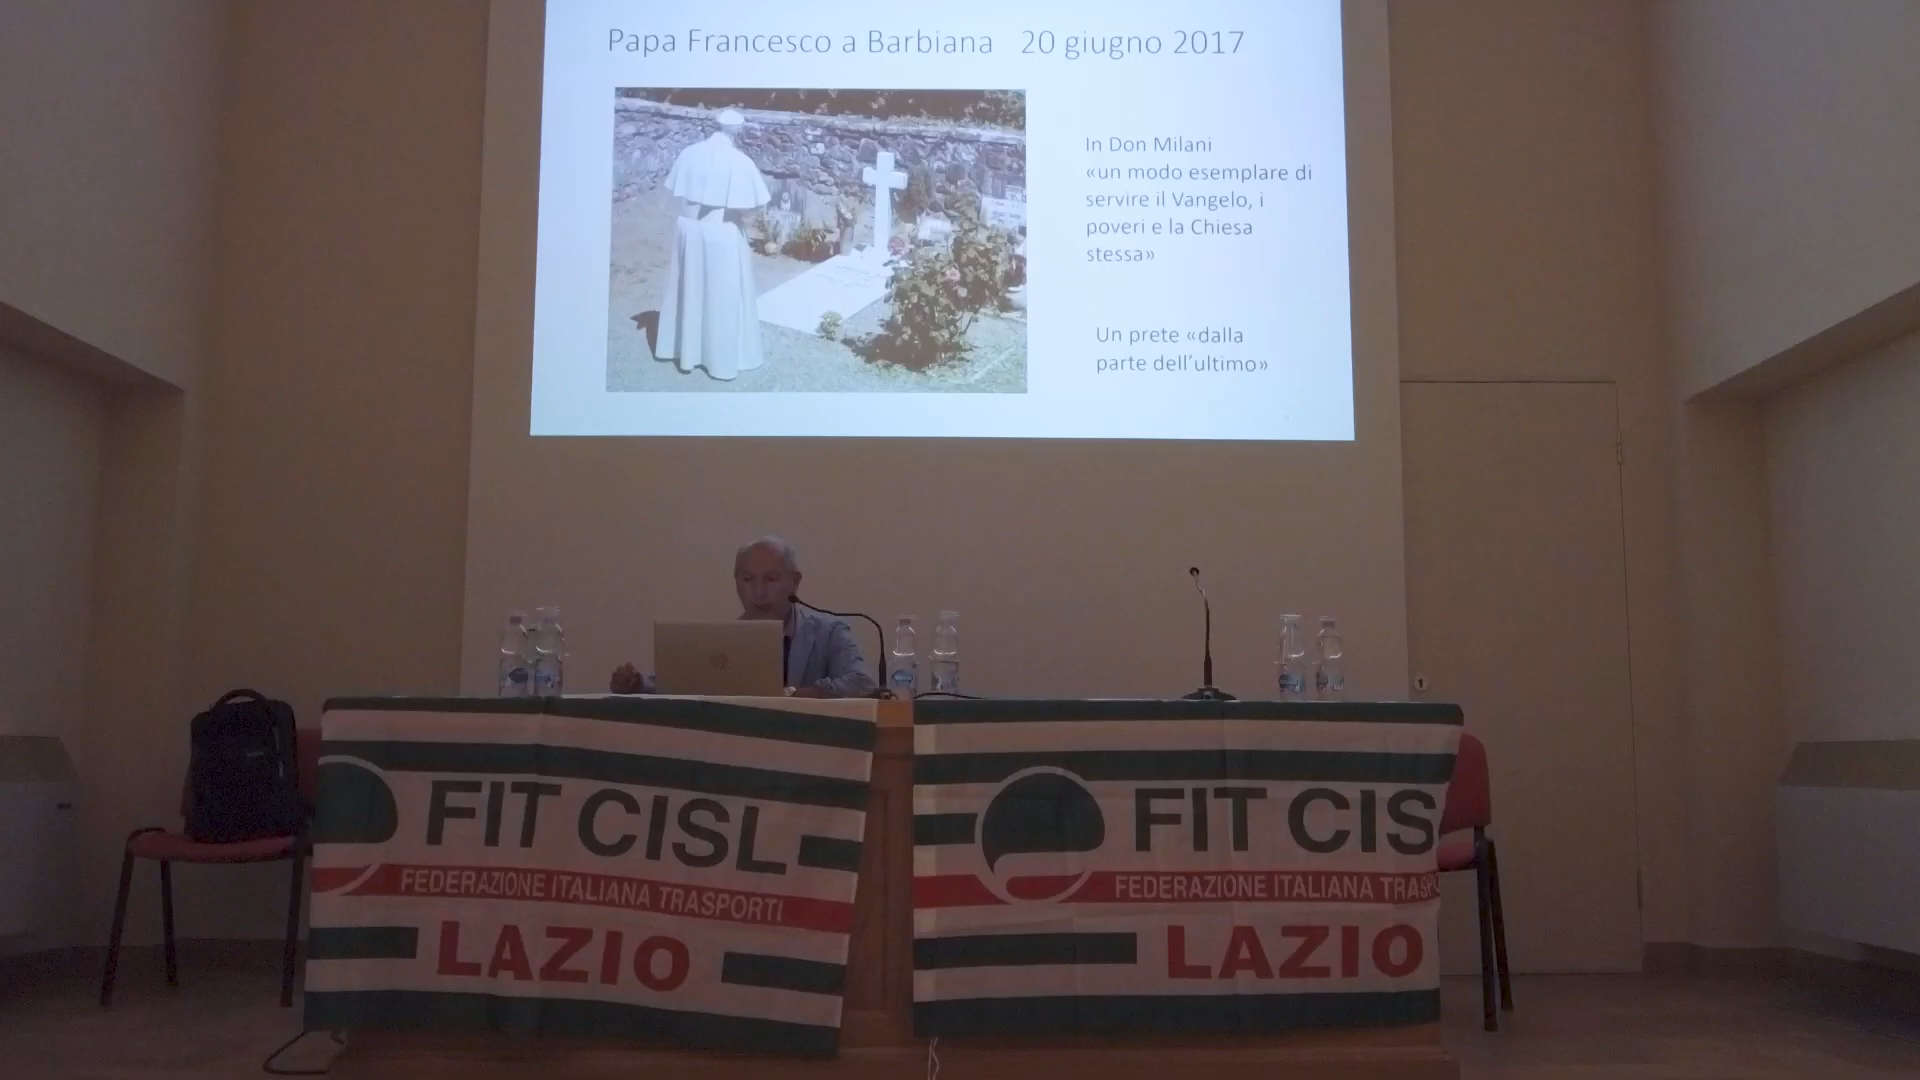 Papa Francesco a Barbiana 20 giugno 2017
In Don Milani
«un modo esemplare di
servire il Vangelo, i
poveri e la Chiesa
stessa»
Un prete «dalla
parte dell'ultimo»
FIT CISL
FEDERAZIONE ITALIANA TRASPORTI
LAZIO
FIT CIS
FEDERAZIONE ITALIANA TRASPO
LAZIO